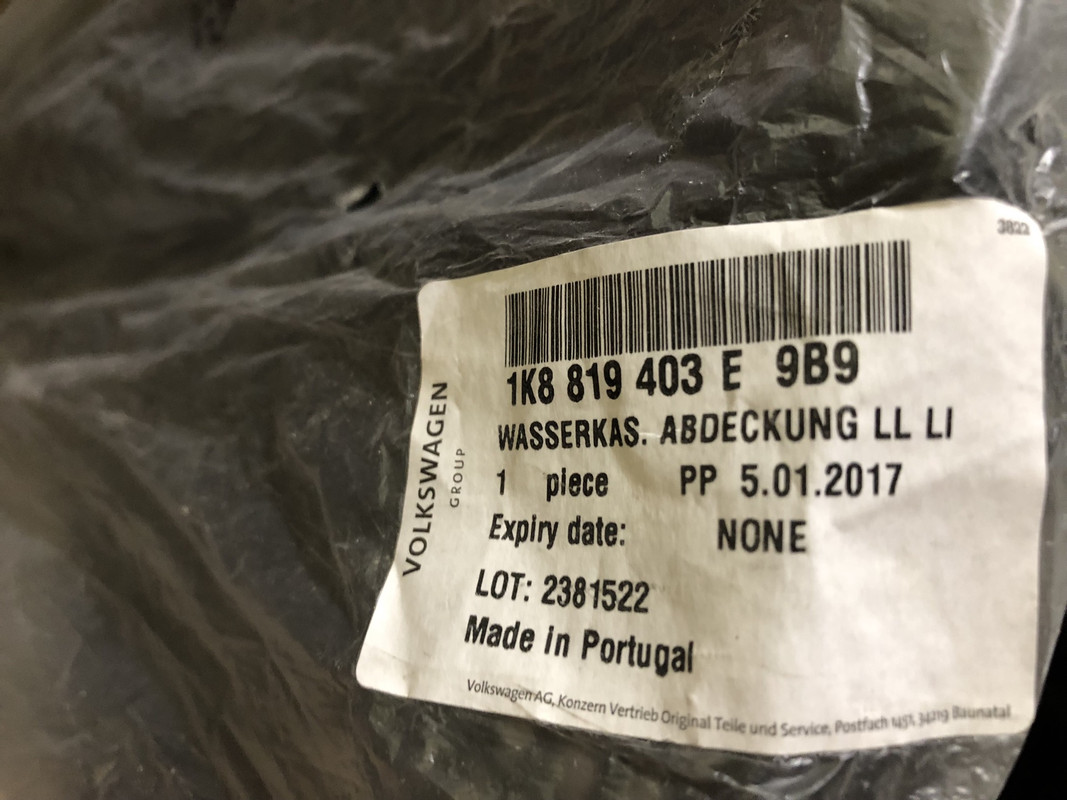 3822
1K8 819 403 E 9B9
WASSERKAS. ABDECKUNG LL LI
1 piece PP 5.01.2017
Expiry date: NONE
LOT: 2381522
Made in Portugal
VOLKSWAGEN
GROUP
Volkswagen AG, Konzern Vertrieb Original Teile und Service, Postfach 1451, 34219 Baunatal